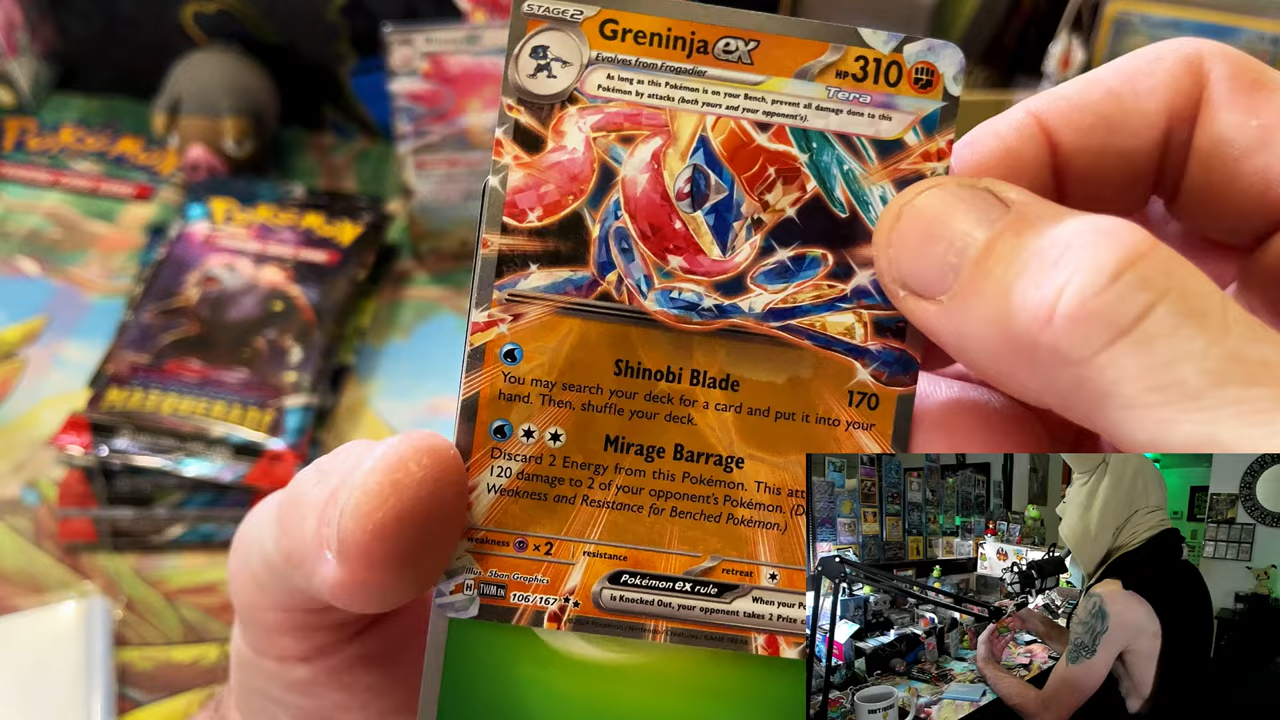 STAGE2
Greninja ex
HP 310
Evolves from Frogadier
Tera
As long as this Pokémon is on your Bench, prevent all damage done to this
Pokémon by attacks (both yours and your opponent's).
Shinobi Blade
170
You may search your deck for a card and put it into your
hand. Then, shuffle your deck.
Mirage Barrage
Discard 2 Energy from this Pokémon. This att
120 damage to 2 of your opponent's Pokémon. (D
Weakness and Resistance for Benched Pokémon.)
weakness ×2
resistance
retreat
Illus. 5ban Graphics
H TWM EN 106/167
Pokémon ex rule
When your Po
is Knocked Out, your opponent takes 2 Prize c
POKÉMON
POKÉMON
MASQUERADE